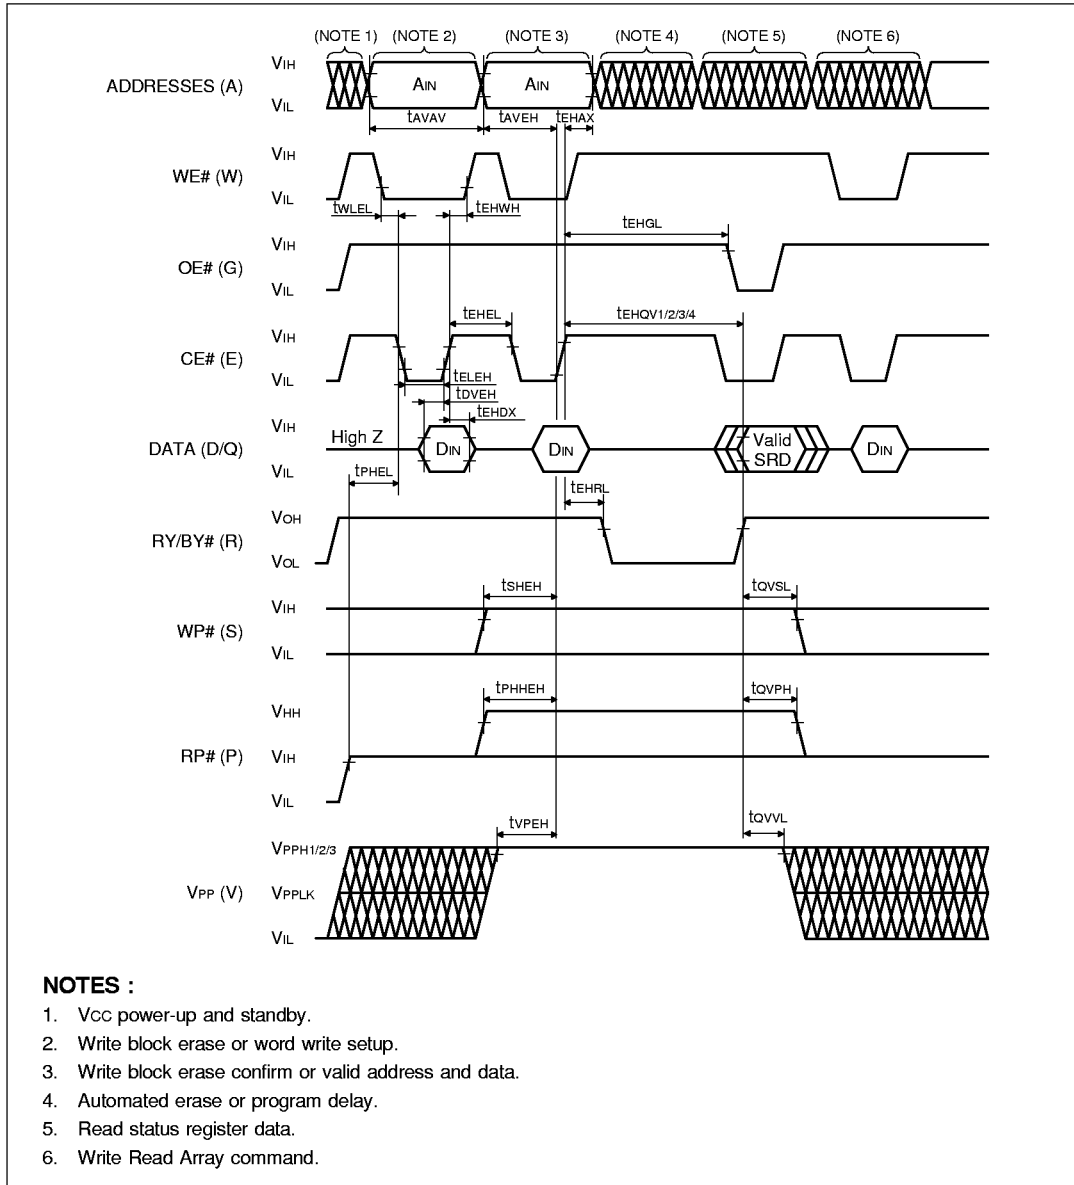 (NOTE 1) (NOTE 2) (NOTE 3) (NOTE 4) (NOTE 5) (NOTE 6)
VIH
ADDRESSES (A) AIN AIN
VIL
tAVAV tAVEH tEHAX
VIH
WE# (W)
VIL
tWLEL tEHWH
tEHGL
VIH
OE# (G)
VIL
tEHEL tEHQV1/2/3/4
VIH
CE# (E)
VIL
tELEH
tDVEH
tEHDX
VIH
High Z
DATA (D/Q) DIN DIN Valid SRD DIN
VIL
tPHEL
tEHRL
VOH
RY/BY# (R)
VOL
tSHEH tQVSL
VIH
WP# (S)
VIL
tPHHEH tQVPH
VHH
RP# (P) VIH
VIL
tVPEH tQVVL
VPPH1/2/3
VPP (V) VPPLK
VIL
NOTES :
1. VCC power-up and standby.
2. Write block erase or word write setup.
3. Write block erase confirm or valid address and data.
4. Automated erase or program delay.
5. Read status register data.
6. Write Read Array command.